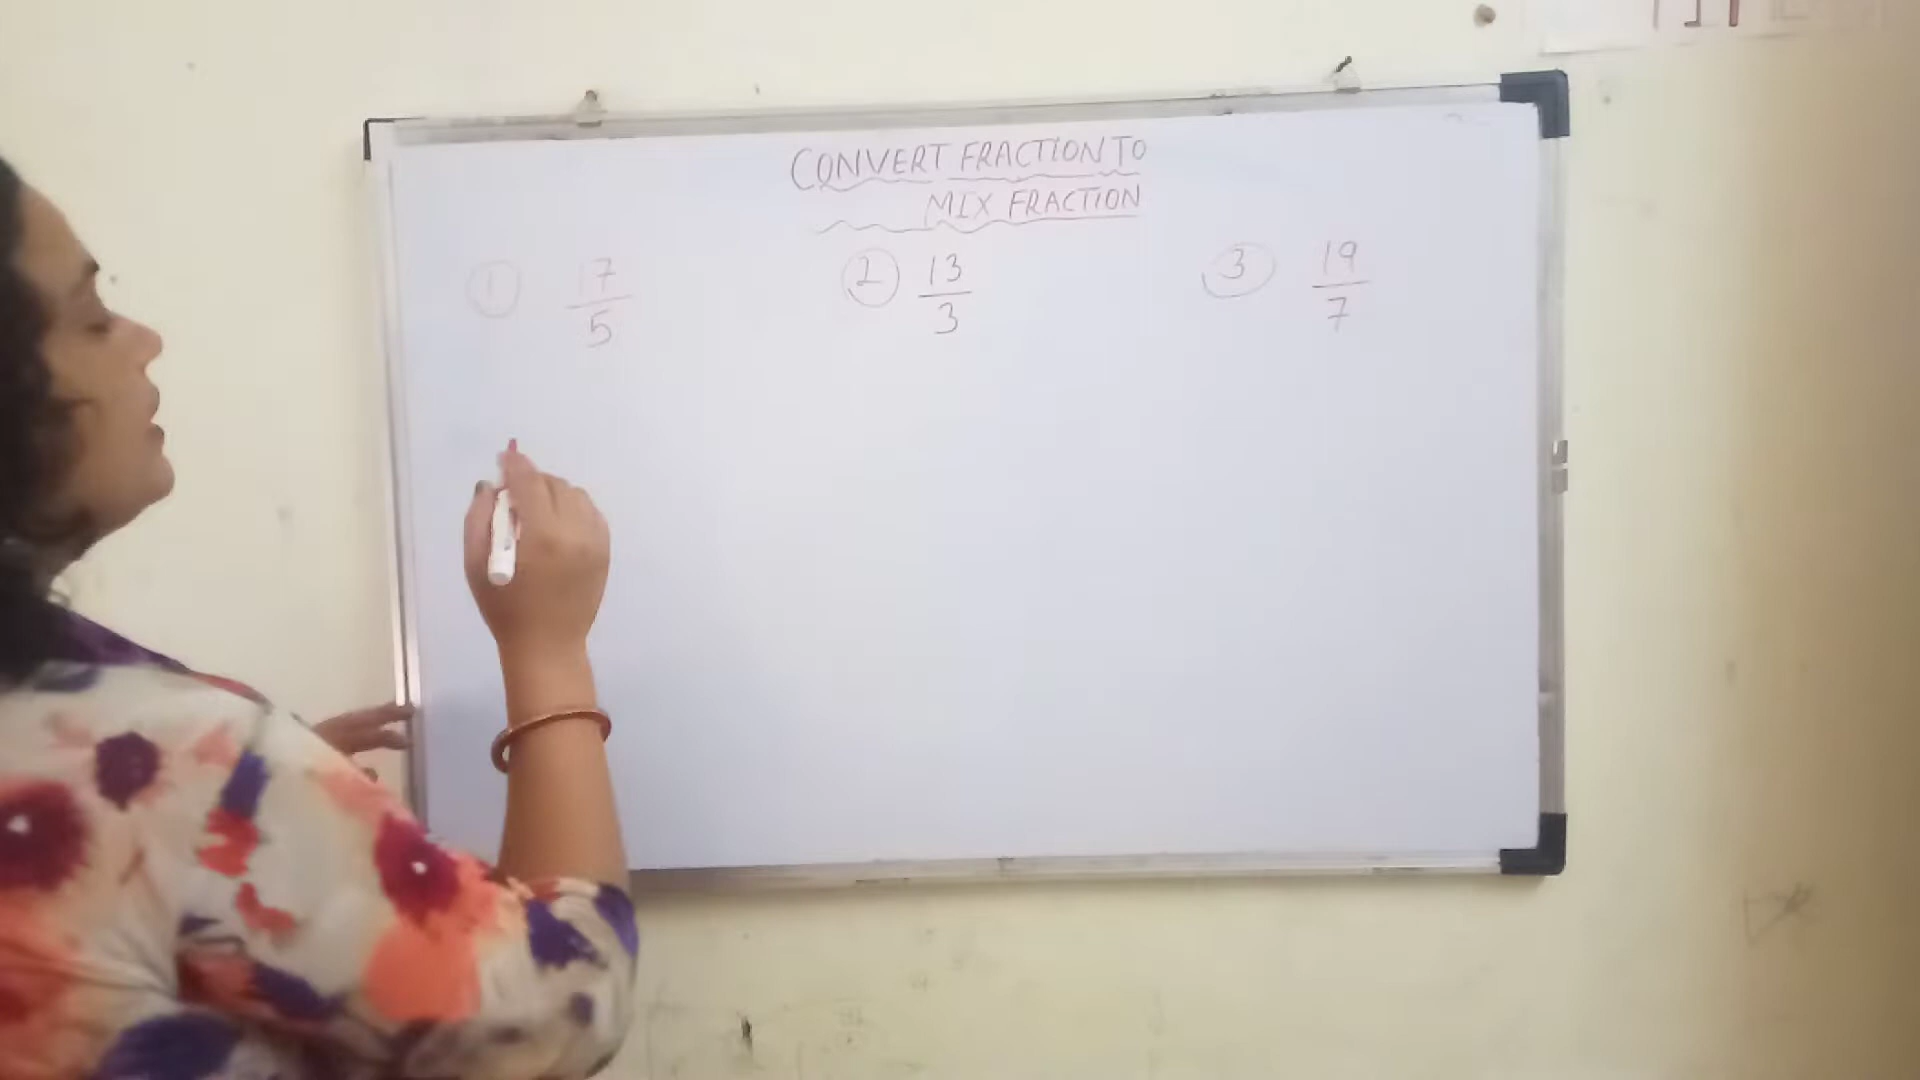 CONVERT FRACTION TO
MIX FRACTION
① 17/5 ② 13/3 ③ 19/7